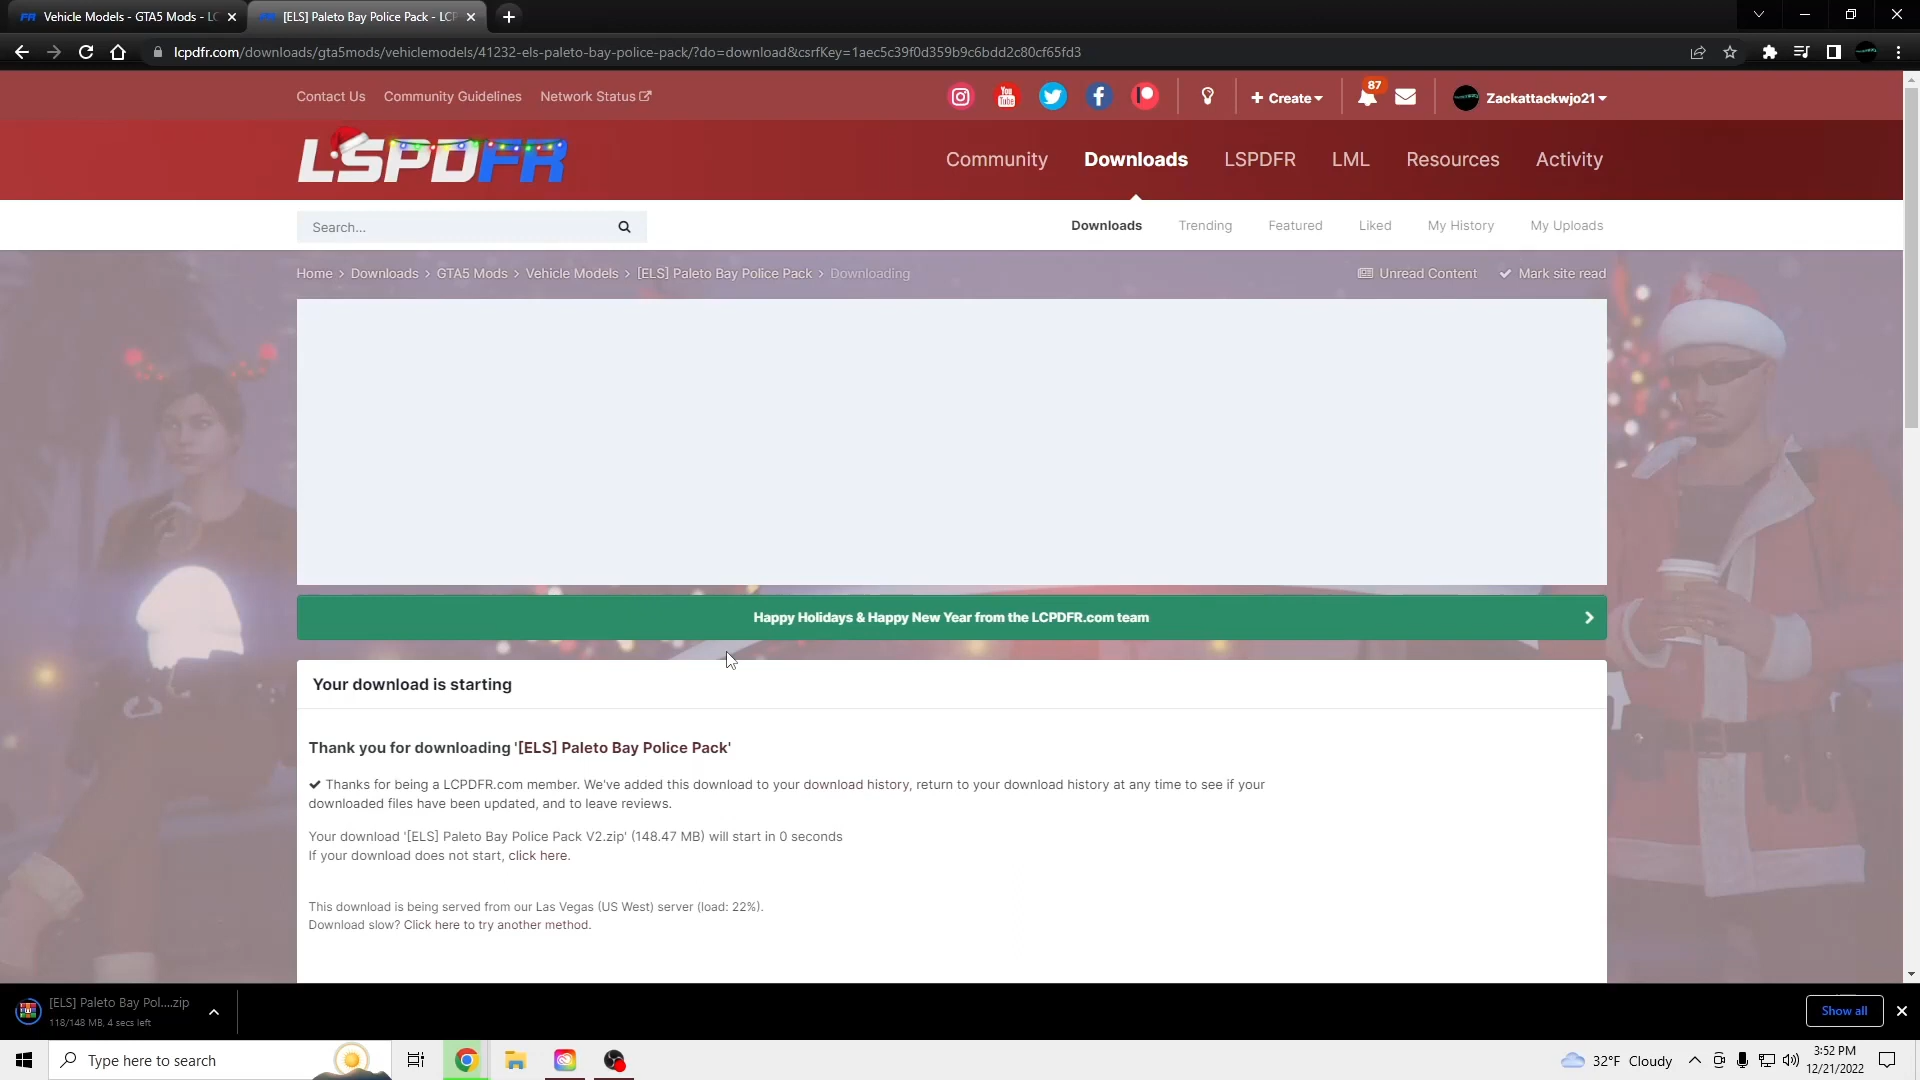 Vehicle Models - GTA5 Mods - LC
[ELS] Paleto Bay Police Pack - LCP
lcpdfr.com/downloads/gta5mods/vehiclemodels/41232-els-paleto-bay-police-pack/?do=download&csrfKey=1aec5c39f0d359b9c6bdd2c80cf65fd3
Contact Us Community Guidelines Network Status
You Tube
Create 87 Zackattackwjo21
LSPDFR
Community Downloads LSPDFR LML Resources Activity
Search...
Downloads Trending Featured Liked My History My Uploads
Home > Downloads > GTA5 Mods > Vehicle Models > [ELS] Paleto Bay Police Pack > Downloading
Unread Content Mark site read
Happy Holidays & Happy New Year from the LCPDFR.com team
Your download is starting
Thank you for downloading '[ELS] Paleto Bay Police Pack'
Thanks for being a LCPDFR.com member. We've added this download to your download history, return to your download history at any time to see if your
downloaded files have been updated, and to leave reviews.
Your download '[ELS] Paleto Bay Police Pack V2.zip' (148.47 MB) will start in 0 seconds
If your download does not start, click here.
This download is being served from our Las Vegas (US West) server (load: 22%).
Download slow? Click here to try another method.
[ELS] Paleto Bay Pol....zip
118/148 MB, 4 secs left
Show all
Type here to search
32°F Cloudy
3:52 PM
12/21/2022